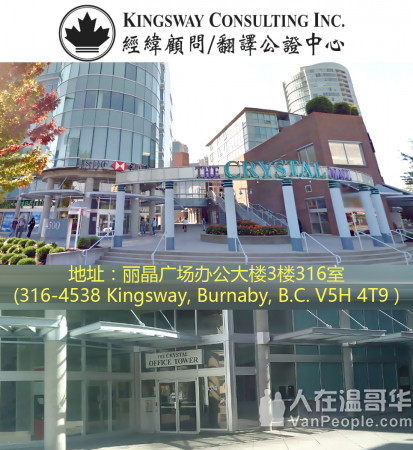 KINGSWAY CONSULTING INC.
經緯顧問/翻譯公證中心
HSBC
THE CRYSTAL MALL
地址：丽晶广场办公大楼3楼316室
(316-4538 Kingsway, Burnaby, B.C. V5H 4T9 )
THE CRYSTAL
OFFICE TOWER
人在温哥华
VanPeople.com